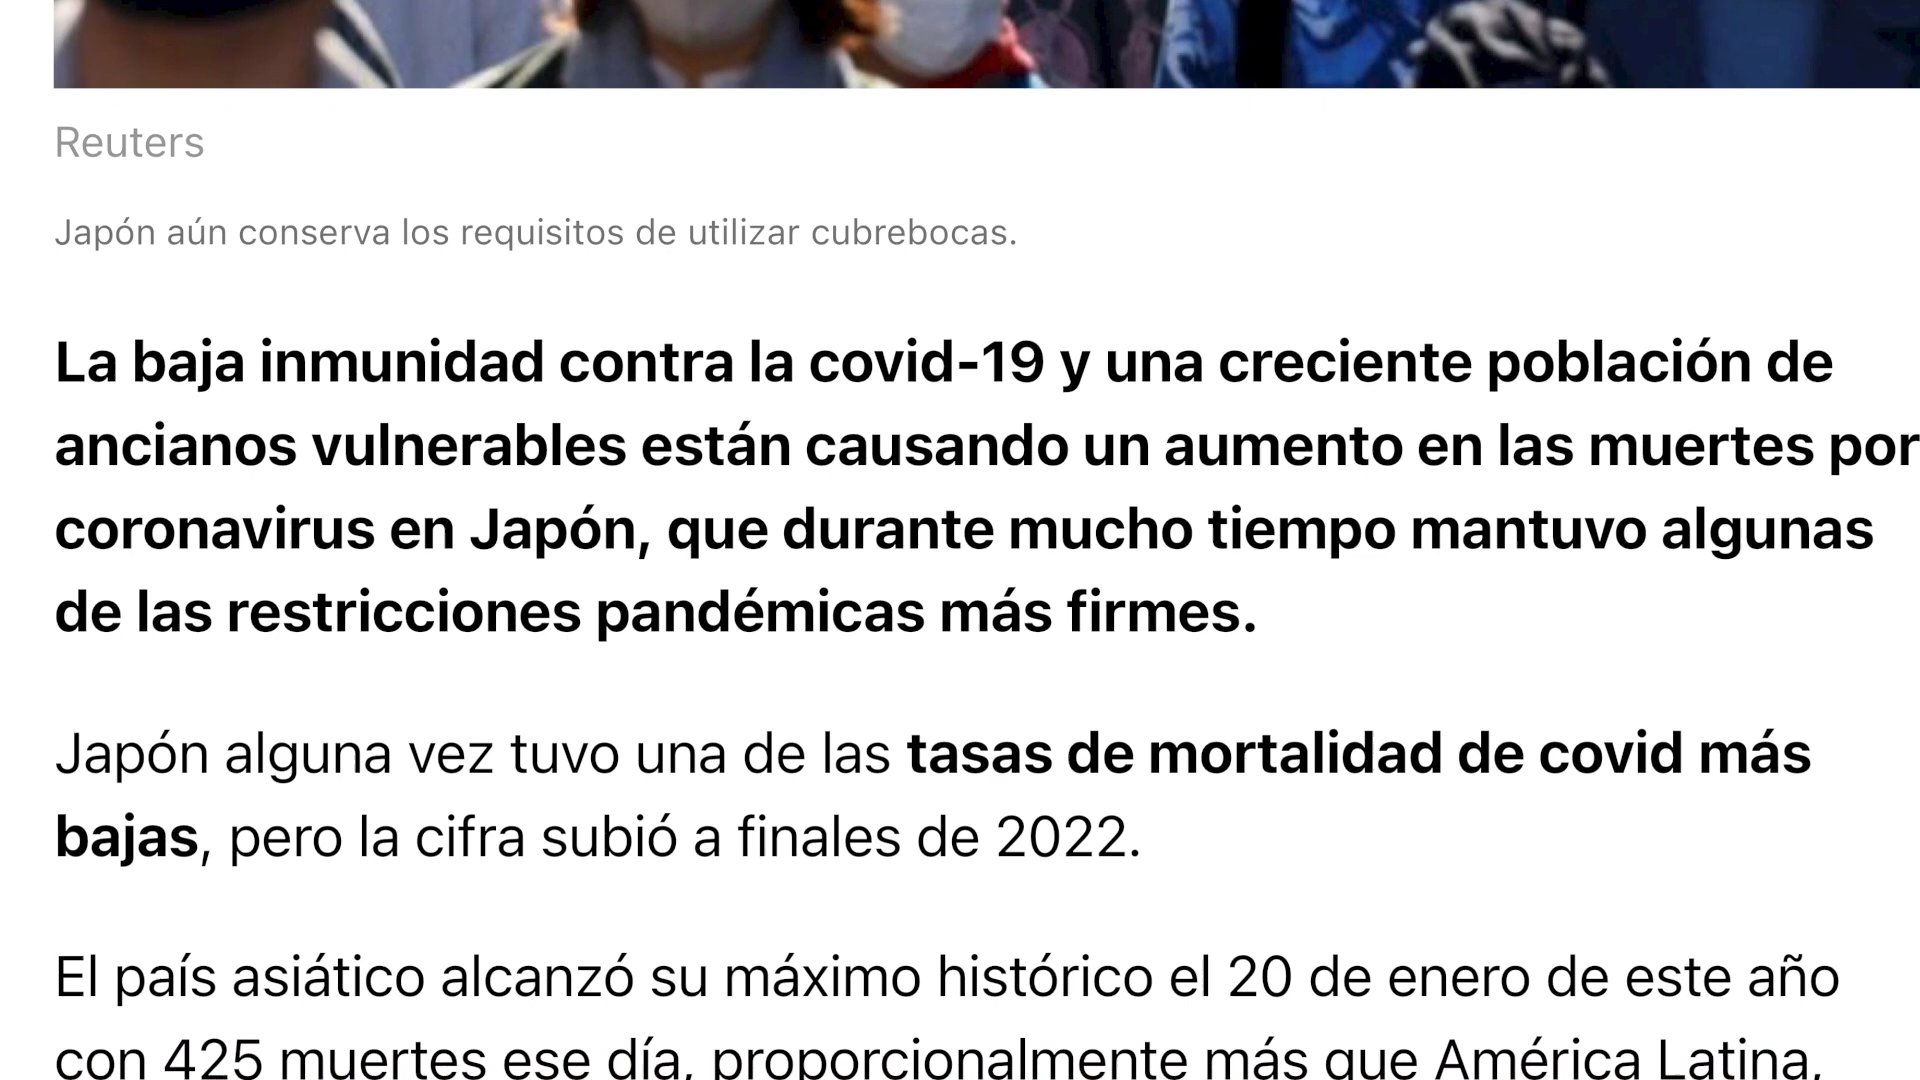 Reuters
Japón aún conserva los requisitos de utilizar cubrebocas.
La baja inmunidad contra la covid-19 y una creciente población de
ancianos vulnerables están causando un aumento en las muertes por
coronavirus en Japón, que durante mucho tiempo mantuvo algunas
de las restricciones pandémicas más firmes.
Japón alguna vez tuvo una de las tasas de mortalidad de covid más
bajas, pero la cifra subió a finales de 2022.
El país asiático alcanzó su máximo histórico el 20 de enero de este año
con 425 muertes ese día, proporcionalmente más que América Latina,